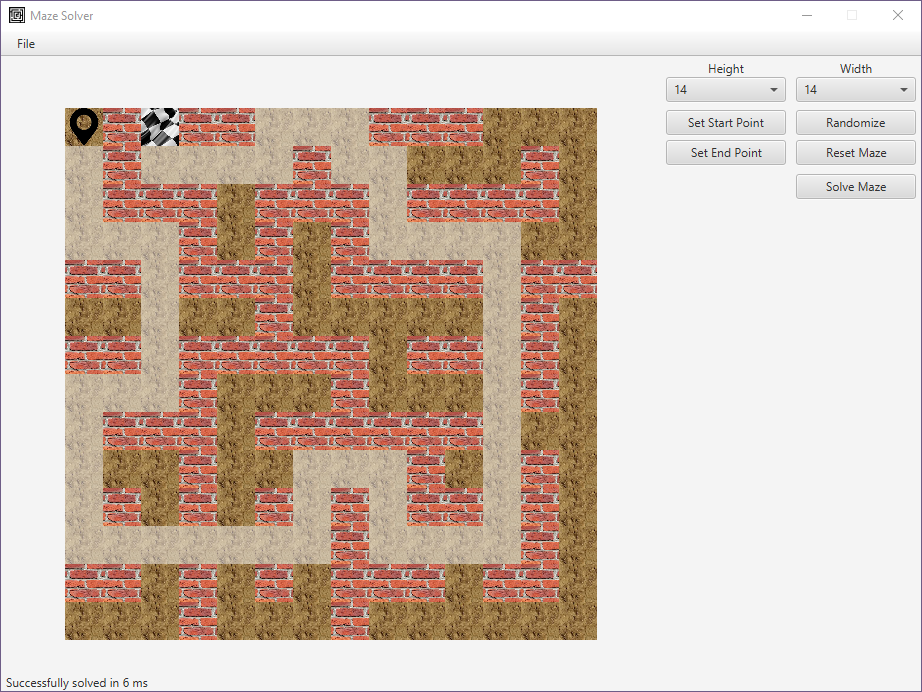 Maze Solver
File
Height
Width
14
14
Set Start Point
Randomize
Set End Point
Reset Maze
Solve Maze
Successfully solved in 6 ms